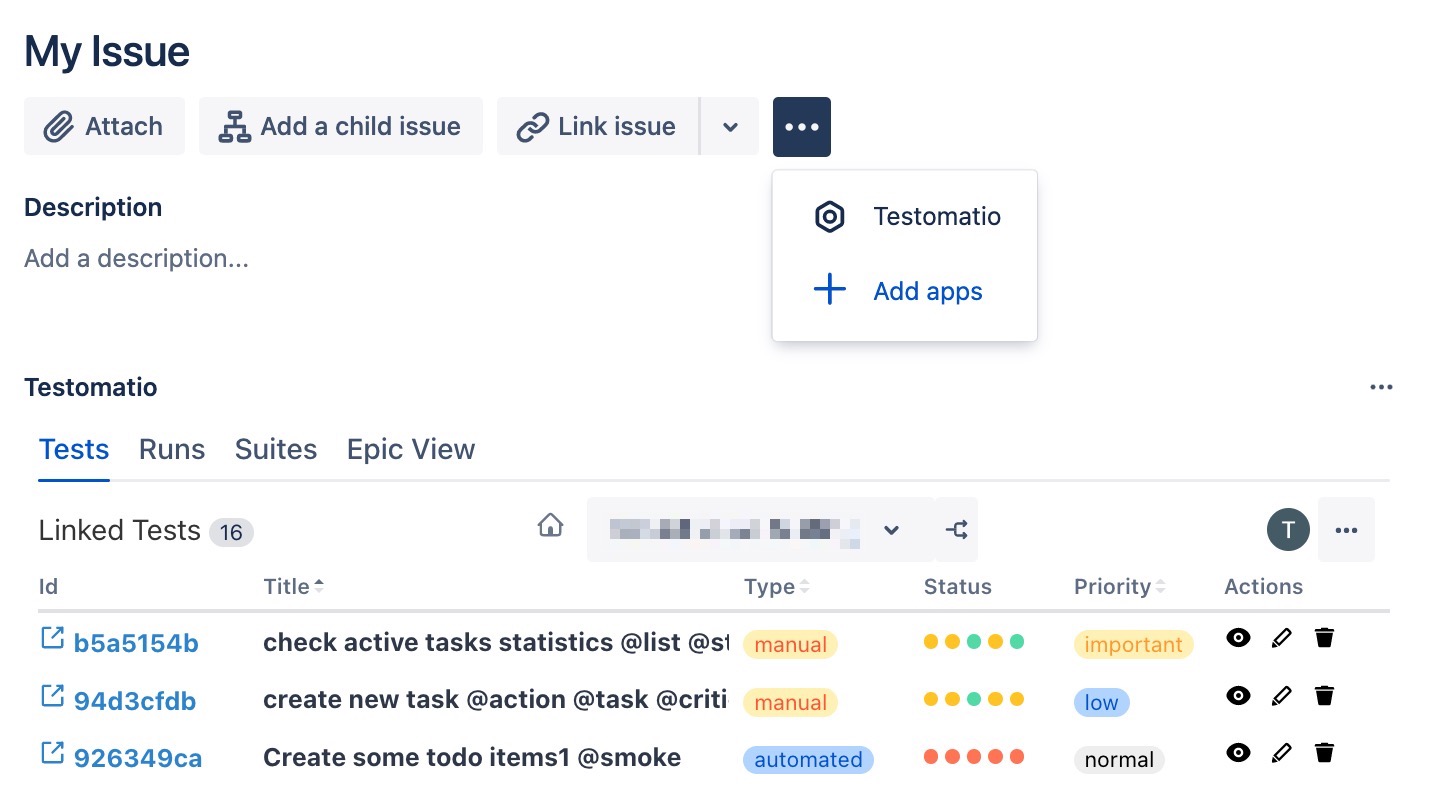 My Issue
Attach Add a child issue Link issue
Testomatio
Add apps
Description
Add a description...
Testomatio
Tests Runs Suites Epic View
Linked Tests 16 T
Id Title Type Status Priority Actions
b5a5154b check active tasks statistics @list @st manual important
94d3cfdb create new task @action @task @criti manual low
926349ca Create some todo items1 @smoke automated normal